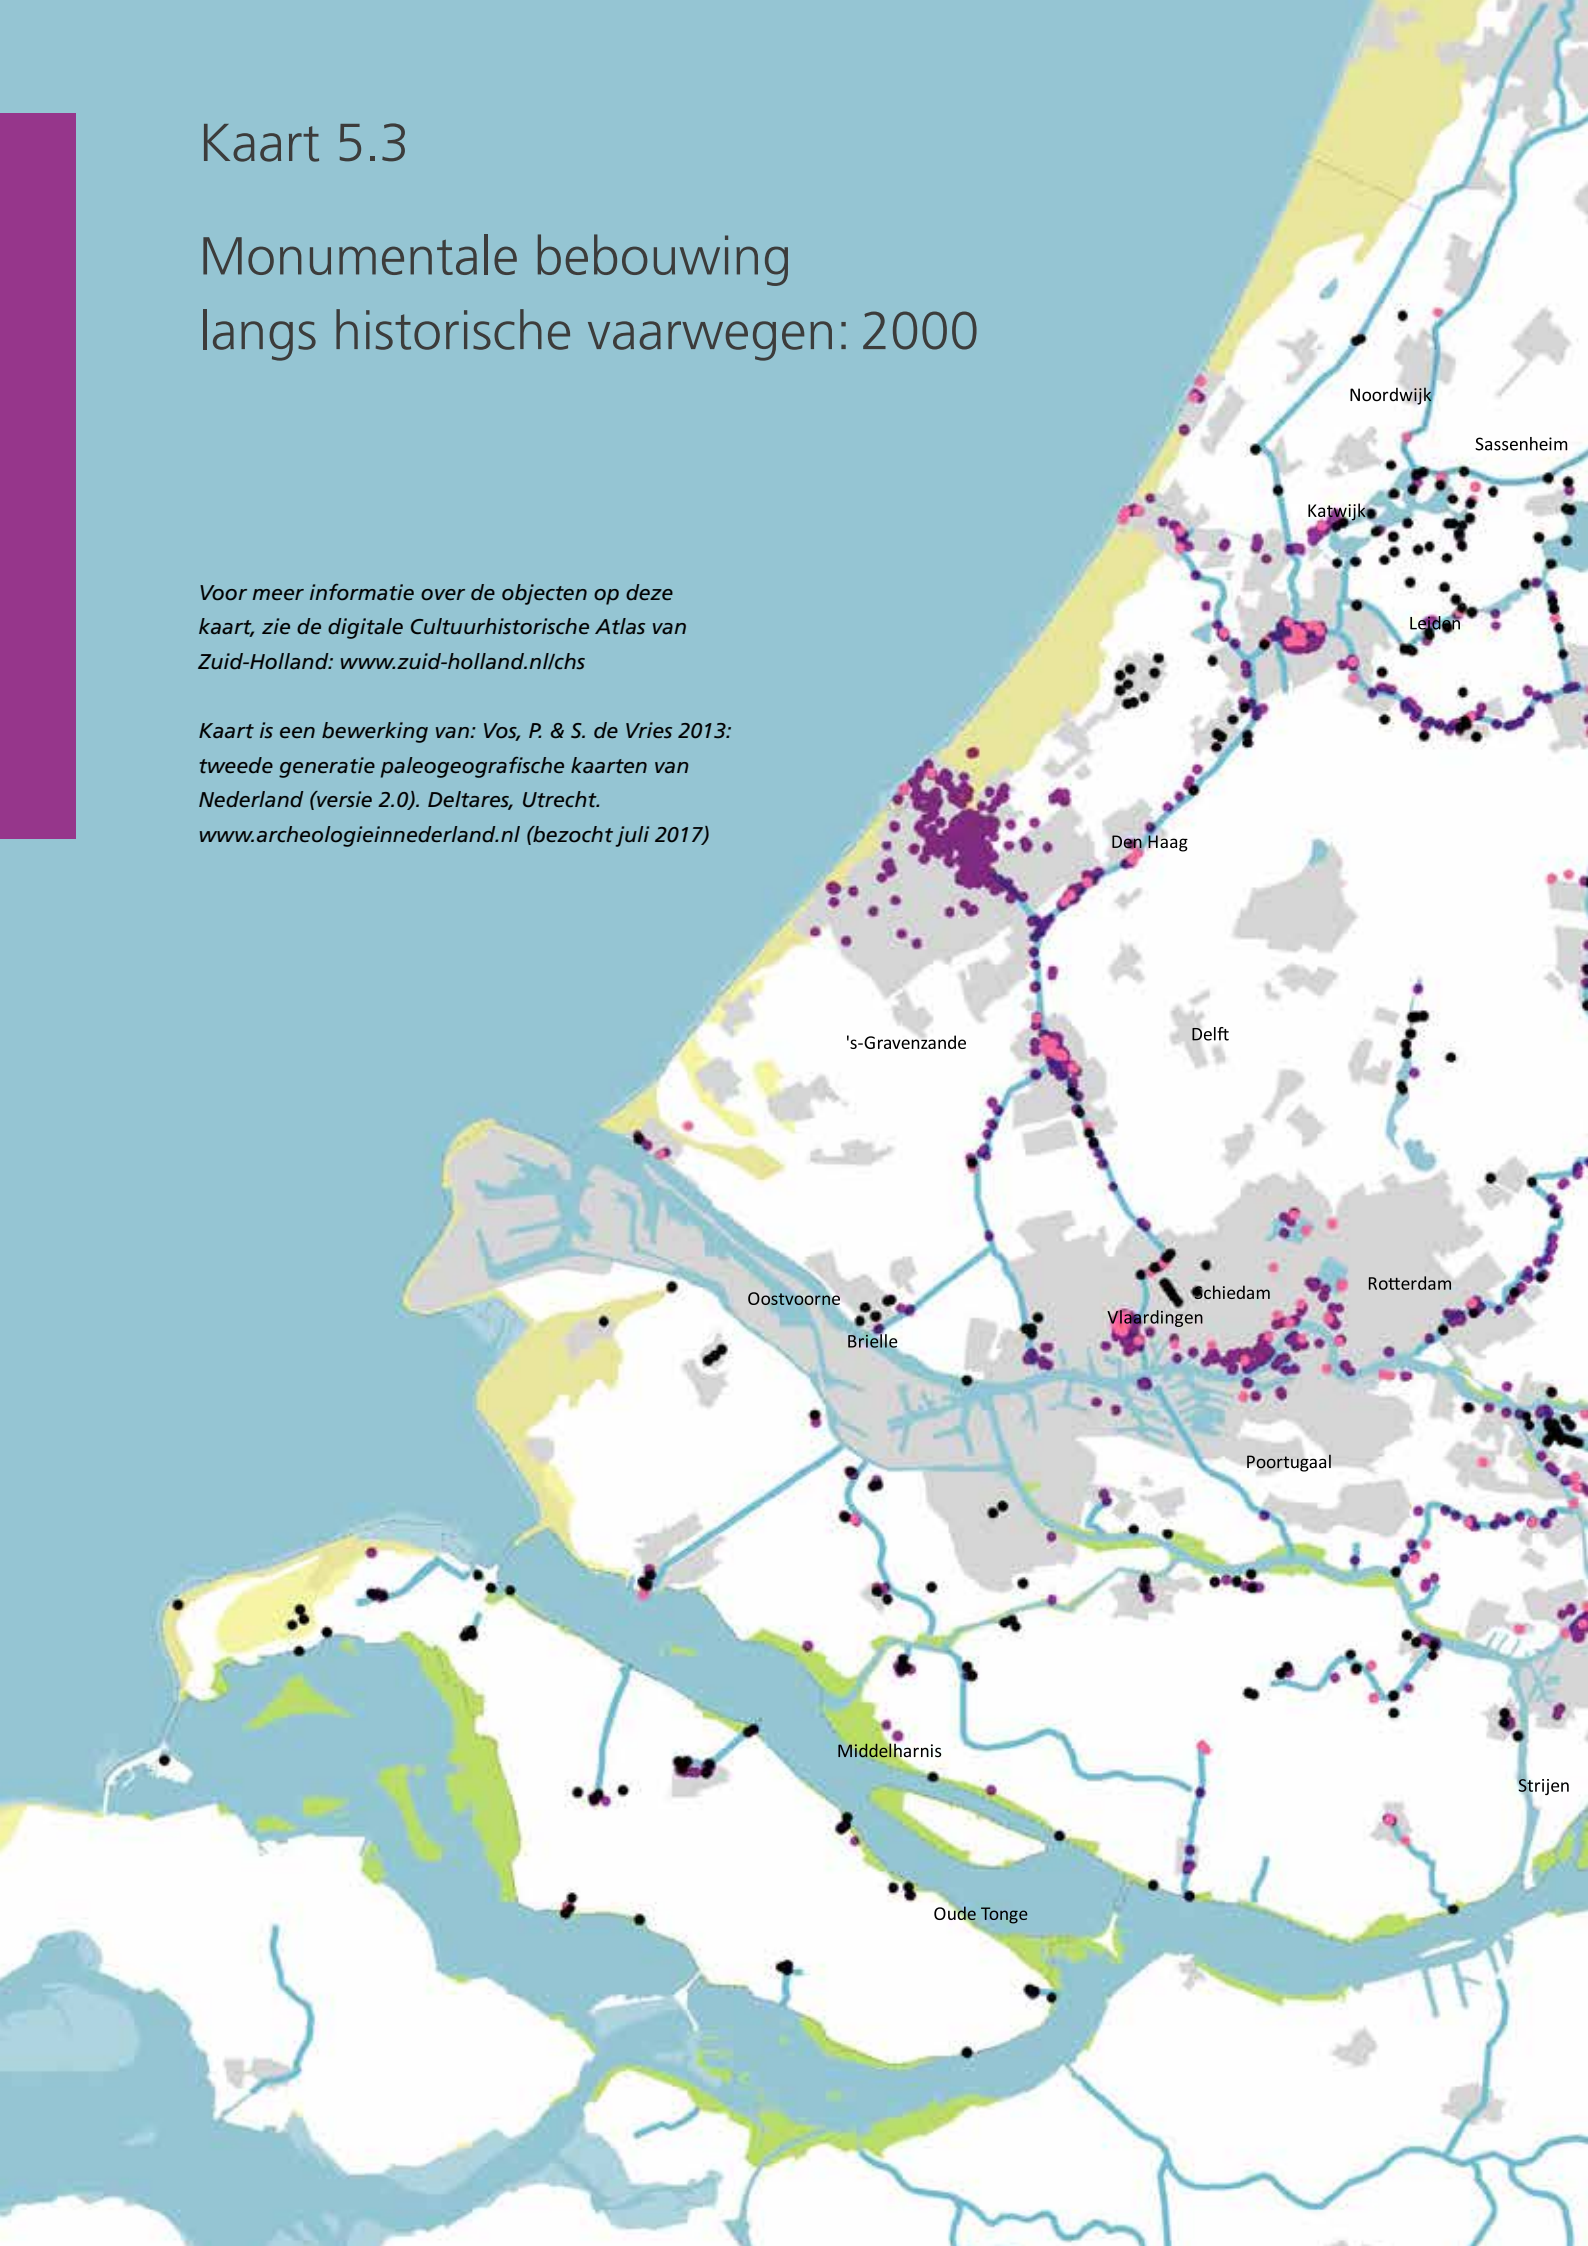 Kaart 5.3
Monumentale bebouwing
langs historische vaarwegen: 2000
Voor meer informatie over de objecten op deze
kaart, zie de digitale Cultuurhistorische Atlas van
Zuid-Holland: www.zuid-holland.nl/chs
Kaart is een bewerking van: Vos, P. & S. de Vries 2013:
tweede generatie paleogeografische kaarten van
Nederland (versie 2.0). Deltares, Utrecht.
www.archeologieinnederland.nl (bezocht juli 2017)
Noordwijk
Sassenheim
Katwijk
Leiden
Den Haag
Delft
's-Gravenzande
Rotterdam
Schiedam
Oostvoorne
Vlaardingen
Brielle
Poortugaal
Middelharnis
Strijen
Oude Tonge